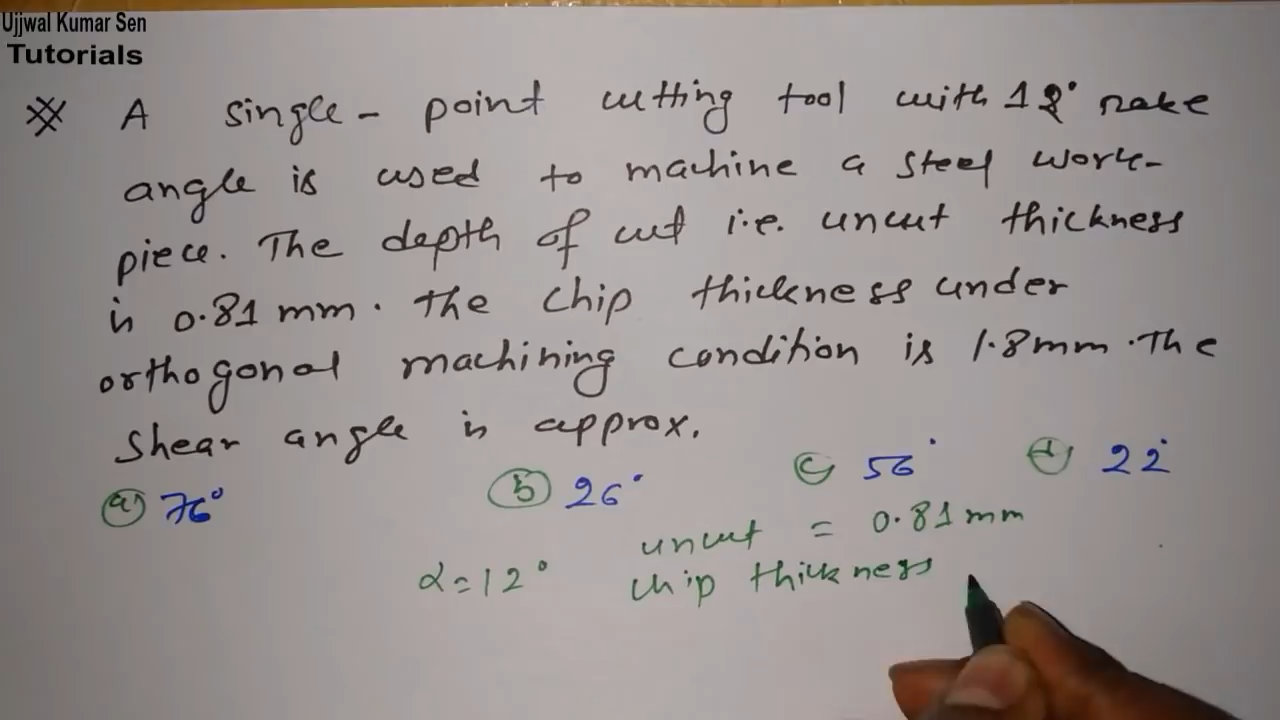 Ujjwal Kumar Sen
Tutorials
A single-point cutting tool with 12° rake
angle is used to machine a steel work-
piece. The depth of cut i.e. uncut thickness
is 0.81 mm. The chip thickness under
orthogonal machining condition is 1.8mm. The
shear angle is approx.
(a) 76° (b) 26° (c) 56° (d) 22°
uncut = 0.81 mm
α = 12° chip thickness